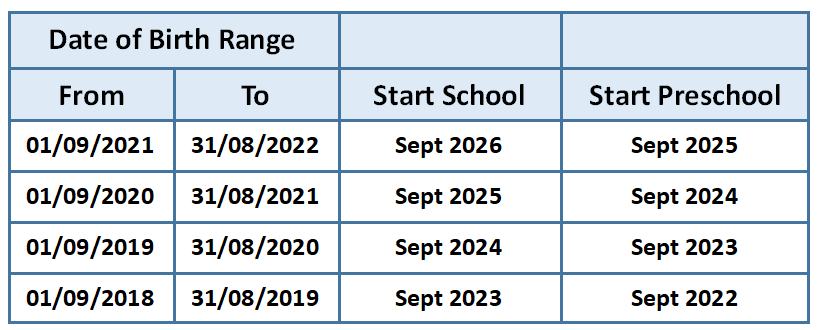 Date of Birth Range
From To Start School Start Preschool
01/09/2021 31/08/2022 Sept 2026 Sept 2025
01/09/2020 31/08/2021 Sept 2025 Sept 2024
01/09/2019 31/08/2020 Sept 2024 Sept 2023
01/09/2018 31/08/2019 Sept 2023 Sept 2022